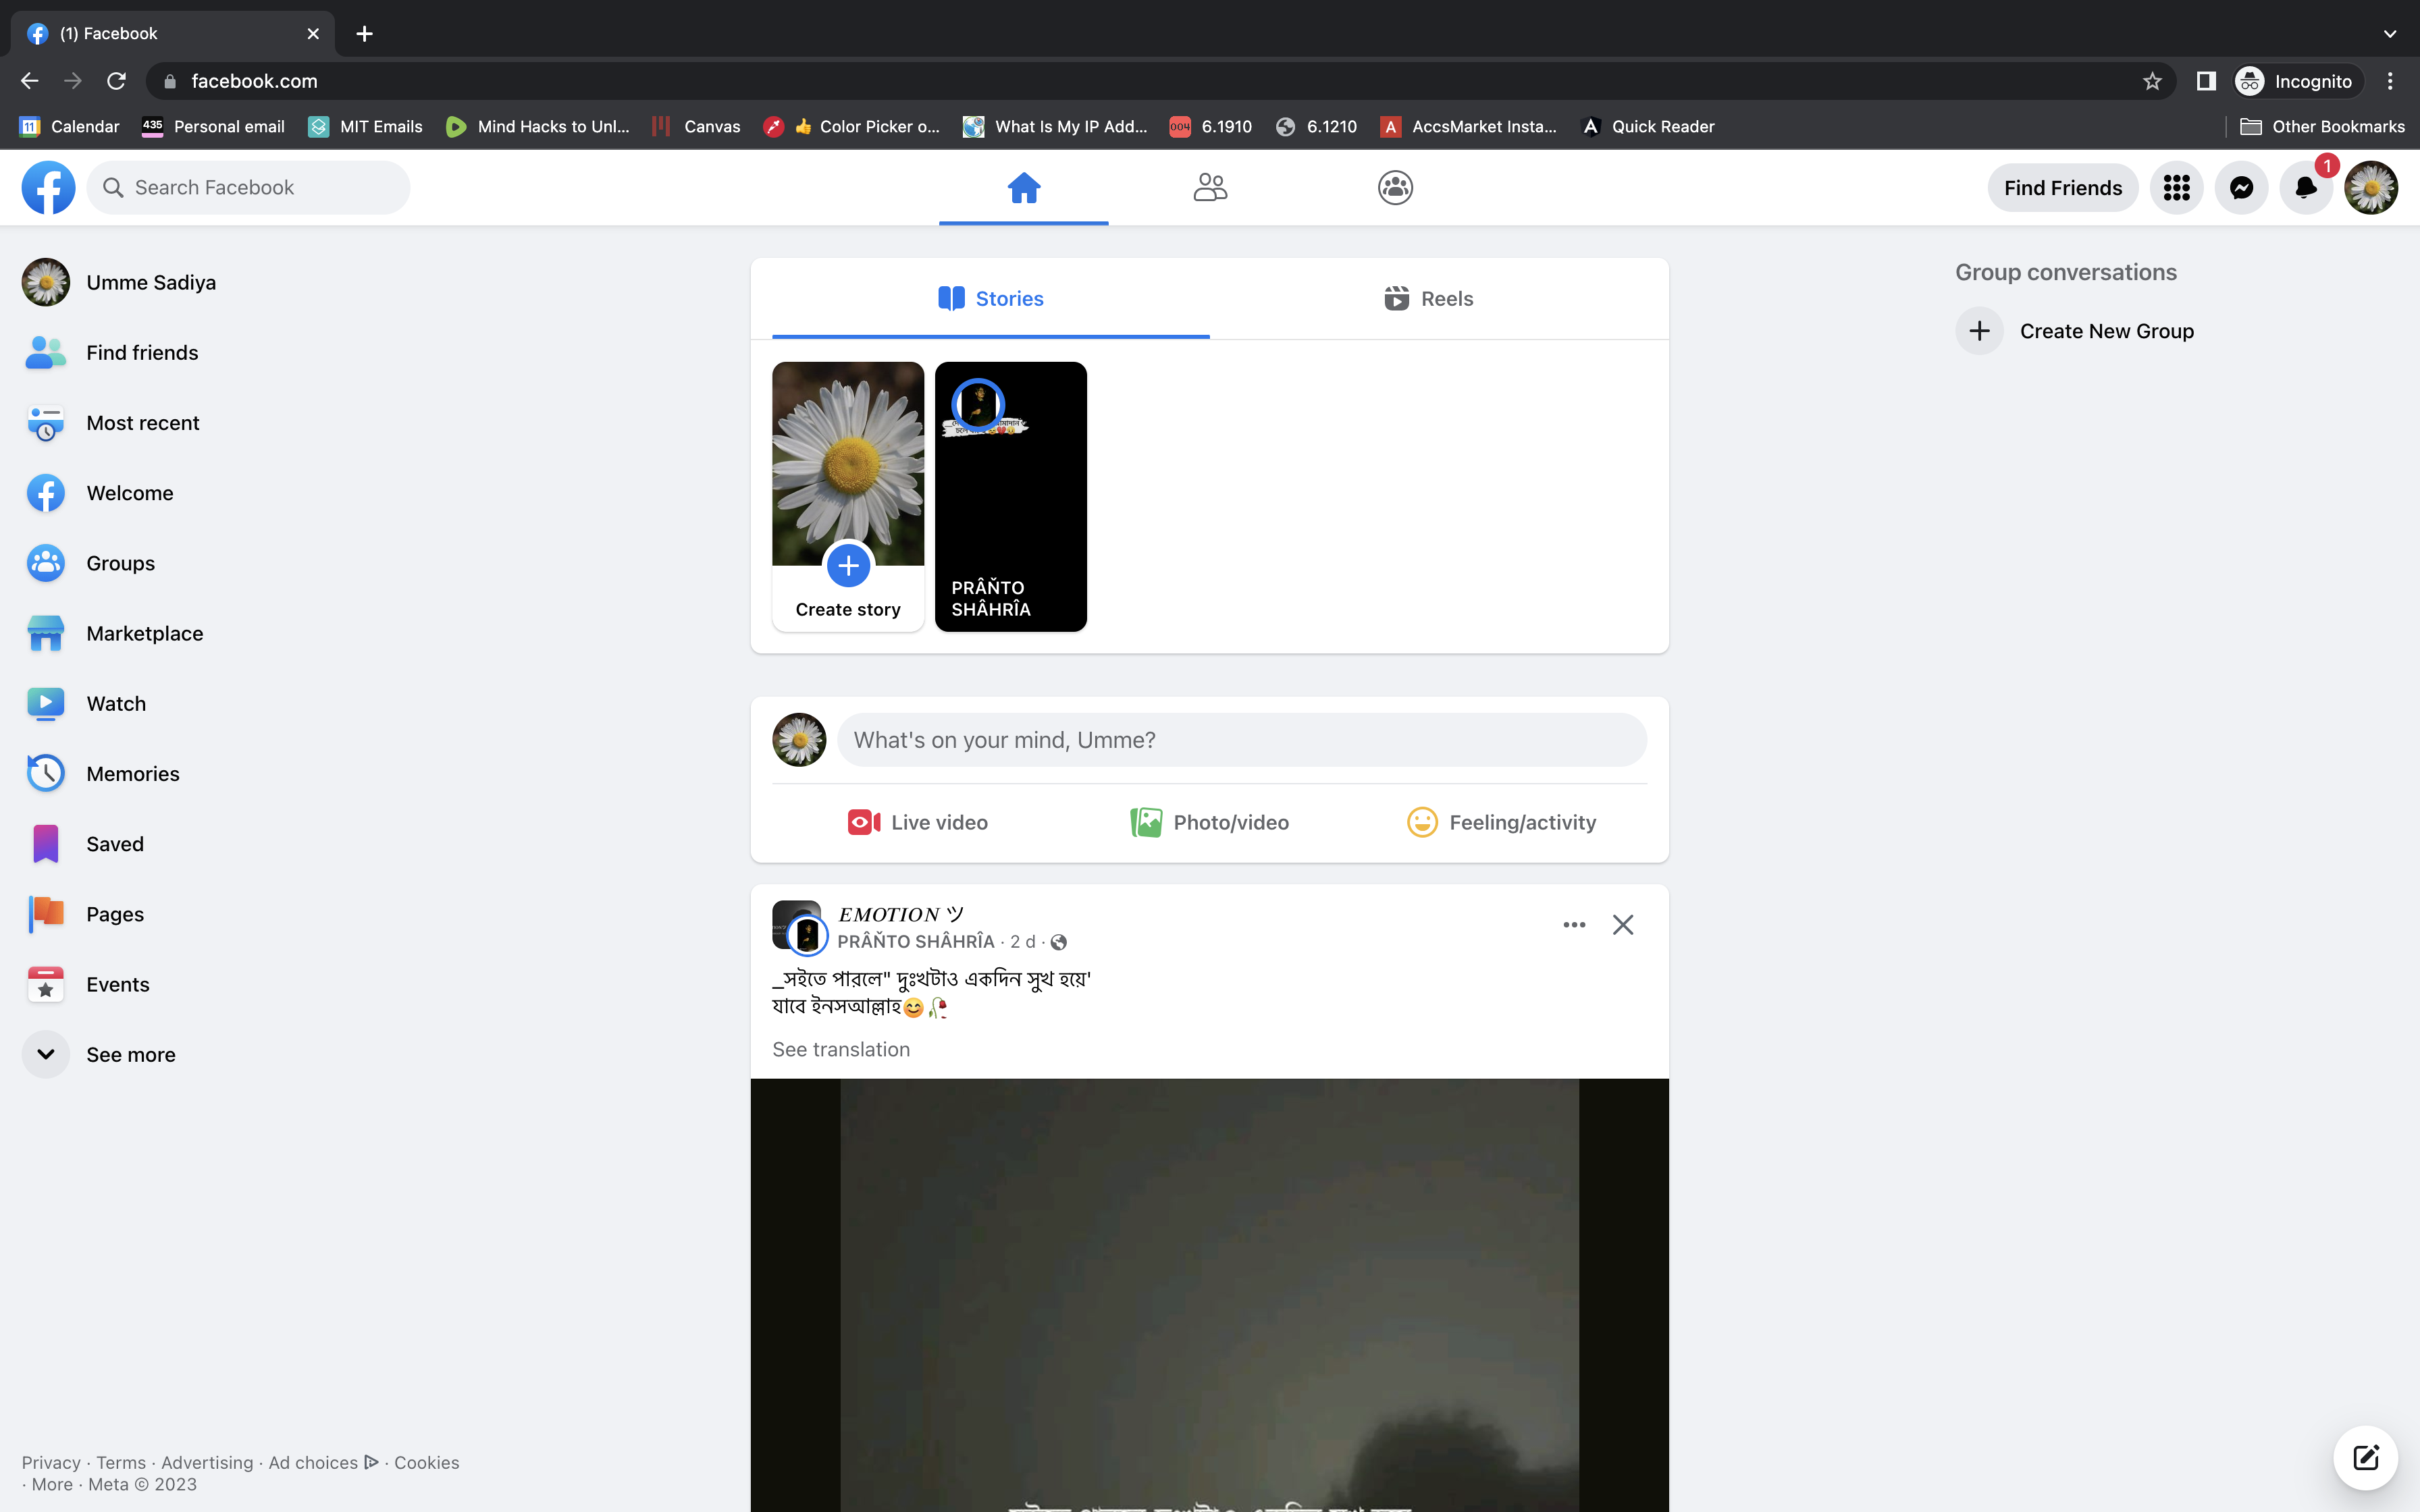 (1) Facebook
facebook.com
Incognito
11 Calendar
435 Personal email
MIT Emails
Mind Hacks to Unl...
Canvas
👍 Color Picker o...
What Is My IP Add...
004 6.1910
6.1210
A AccsMarket Insta...
Quick Reader
Other Bookmarks
Search Facebook
Find Friends
1
Umme Sadiya
Find friends
Most recent
Welcome
Groups
Marketplace
Watch
Memories
Saved
Pages
Events
See more
Privacy · Terms · Advertising · Ad choices · Cookies
· More · Meta © 2023
Stories
Reels
Create story
PRÂŇTO
SHÂHRÎA
What's on your mind, Umme?
Live video
Photo/video
Feeling/activity
EMOTION ツ
PRÂŇTO SHÂHRÎA · 2 d ·
_সইতে পারলে" দুঃখটাও একদিন সুখ হয়ে'
যাবে ইনসআল্লাহ😊🥀
See translation
Group conversations
Create New Group